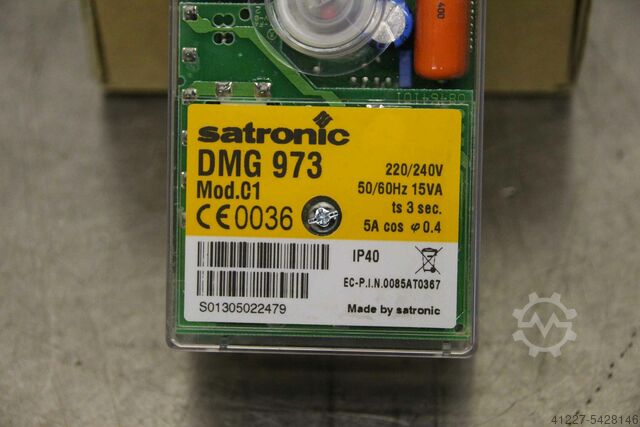 400
satronic
DMG 973
Mod.C1
CE 0036
220/240V
50/60Hz 15VA
ts 3 sec.
5A cos φ 0.4
IP40
EC-P.I.N.0085AT0367
S01305022479
Made by satronic
41227-5428146